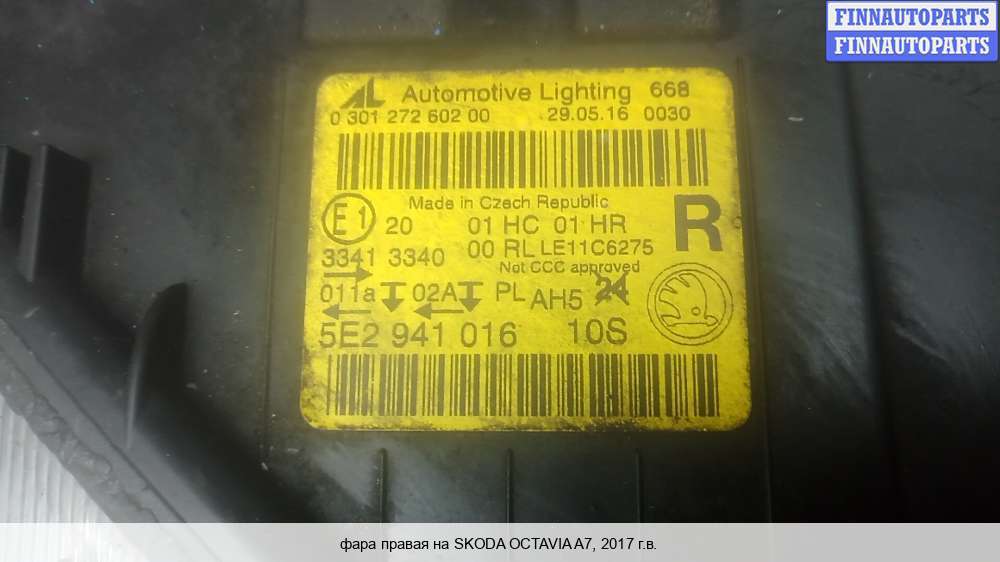 FINNAUTOPARTS
FINNAUTOPARTS
AL Automotive Lighting 668
0 301 272 602 00 29.05.16 0030
Made in Czech Republic
E1 20 01 HC 01 HR R
3341 3340 00 RL LE11C6275
Not CCC approved
011a 02A PL AH5 24
5E2 941 016 10S
фара правая на SKODA OCTAVIA A7, 2017 г.в.